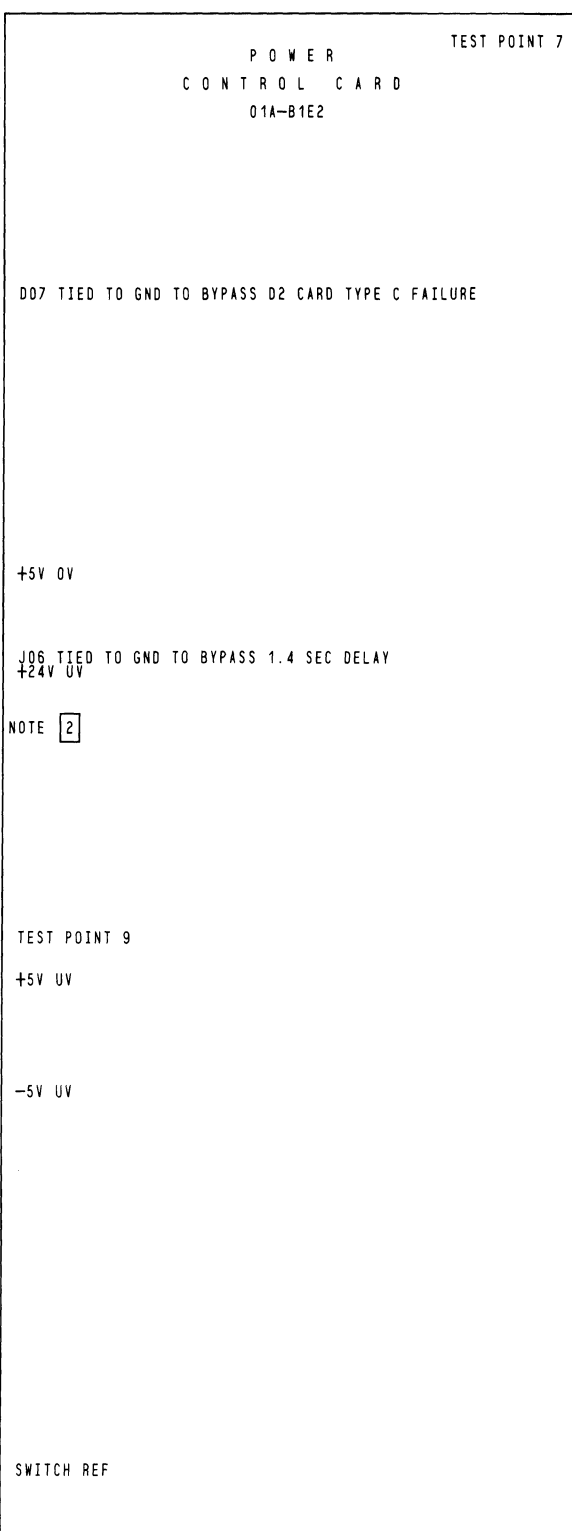 TEST POINT 7
P O W E R
C O N T R O L C A R D
01A-B1E2
D07 TIED TO GND TO BYPASS D2 CARD TYPE C FAILURE
+5V OV
J06 TIED TO GND TO BYPASS 1.4 SEC DELAY
+24V UV
NOTE 2
TEST POINT 9
+5V UV
-5V UV
SWITCH REF